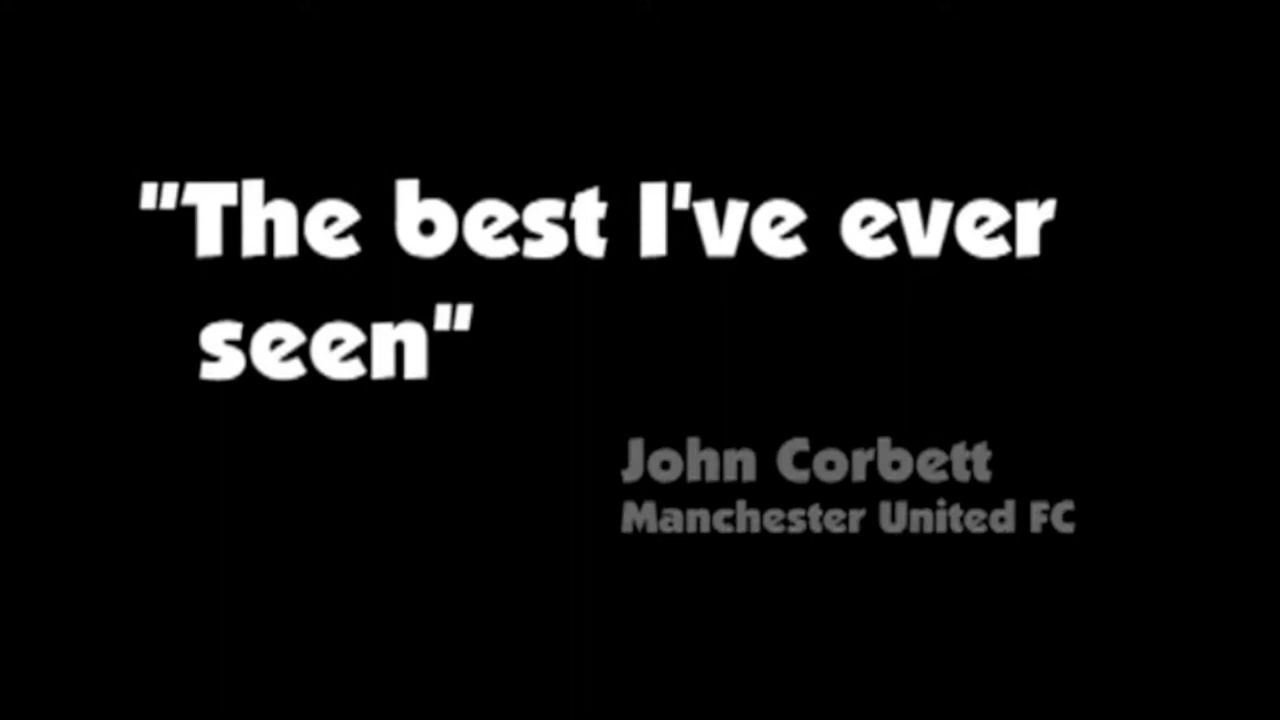 "The best I've ever
seen"
John Corbett
Manchester United FC